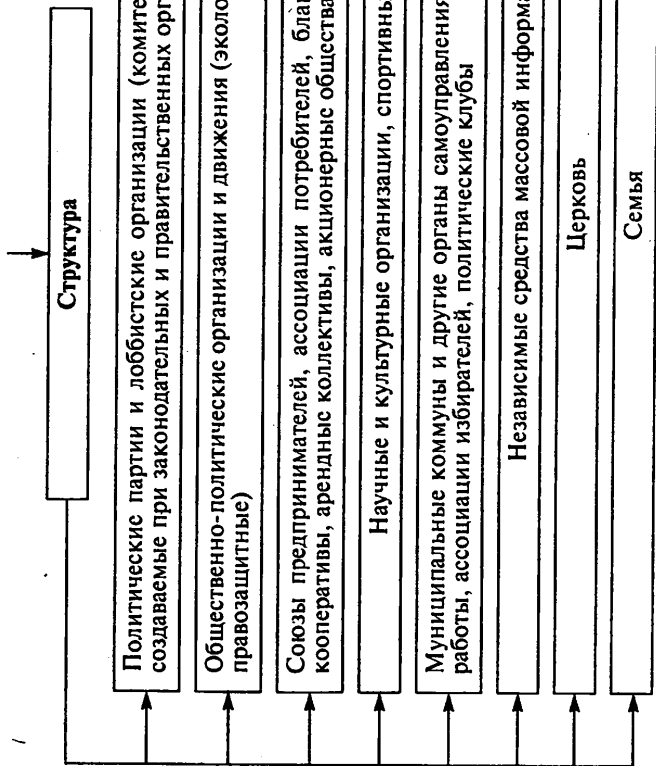 Структура
Политические партии и лоббистские организации (комите
создаваемые при законодательных и правительственных орг
Общественно-политические организации и движения (эколо
правозащитные)
Союзы предпринимателей, ассоциации потребителей, бла
кооперативы, арендные коллективы, акционерные общества
Научные и культурные организации, спортивны
Муниципальные коммуны и другие органы самоуправления
работы, ассоциации избирателей, политические клубы
Независимые средства массовой информа
Церковь
Семья